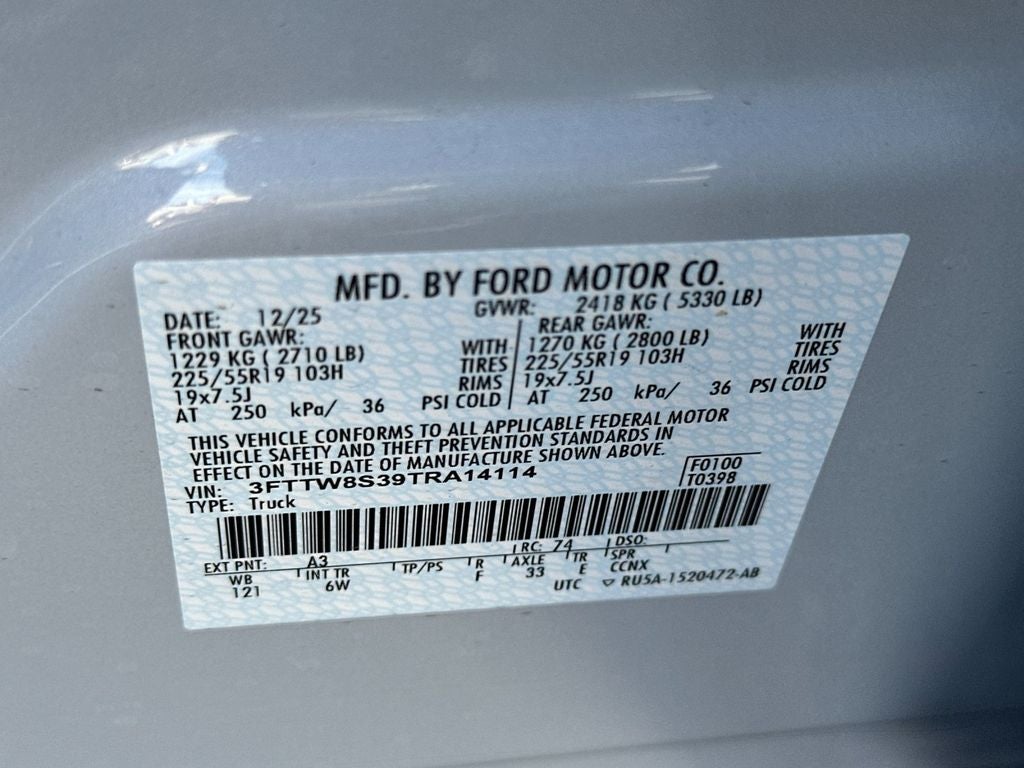 MFD. BY FORD MOTOR CO.
DATE: 12/25 GVWR: 2418 KG ( 5330 LB)
FRONT GAWR: REAR GAWR:
1229 KG ( 2710 LB) WITH 1270 KG ( 2800 LB) WITH
225/55R19 103H TIRES 225/55R19 103H TIRES
19x7.5J RIMS 19x7.5J RIMS
AT 250 kPa/ 36 PSI COLD AT 250 kPa/ 36 PSI COLD
THIS VEHICLE CONFORMS TO ALL APPLICABLE FEDERAL MOTOR
VEHICLE SAFETY AND THEFT PREVENTION STANDARDS IN
EFFECT ON THE DATE OF MANUFACTURE SHOWN ABOVE.
VIN: 3FTTW8S39TRA14114 F0100
TYPE: Truck T0398
EXT PNT: A3 RC: 74 DSO:
WB INT TR TP/PS R AXLE TR SPR
121 6W F 33 E CCNX
UTC ▽ RU5A-1520472-AB